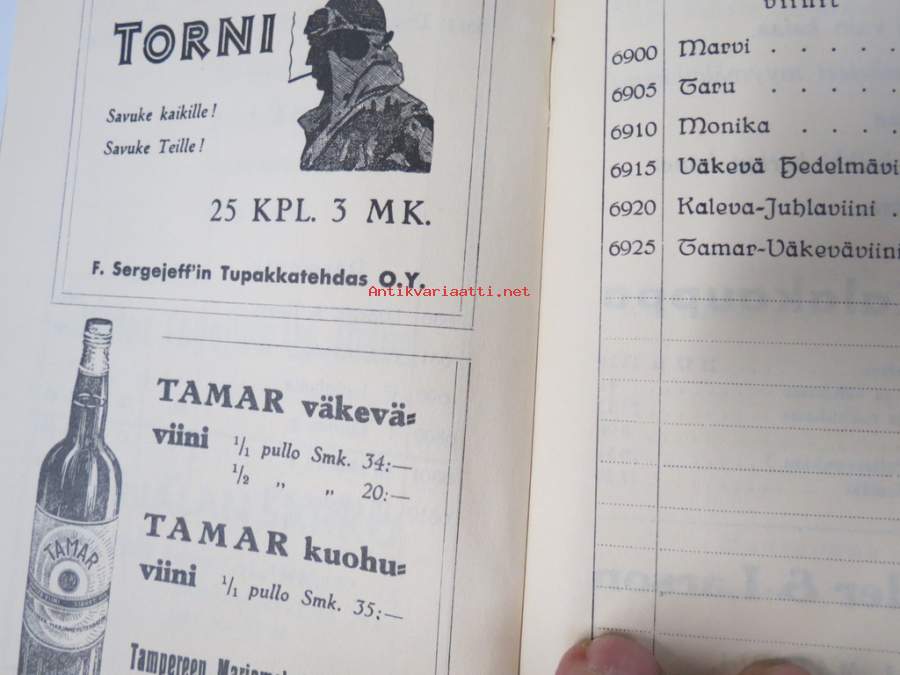 TORNI
Savuke kaikille!
Savuke Teille!
25 KPL. 3 MK.
F. Sergejeff'in Tupakkatehdas O.Y.
Antikvariaatti.net
TAMAR väkevä=
viini 1/1 pullo Smk. 34:—
1/2 „ „ 20:—
TAMAR kuohu=
viini 1/1 pullo Smk. 35:—
Tampereen
TAMAR
viinit
6900 Marvi . . . . .
6905 Taru . . . . .
6910 Monika . . . .
6915 Väkevä Hedelmävi
6920 Kaleva-Juhlaviini .
6925 Tamar-Väkeväviini